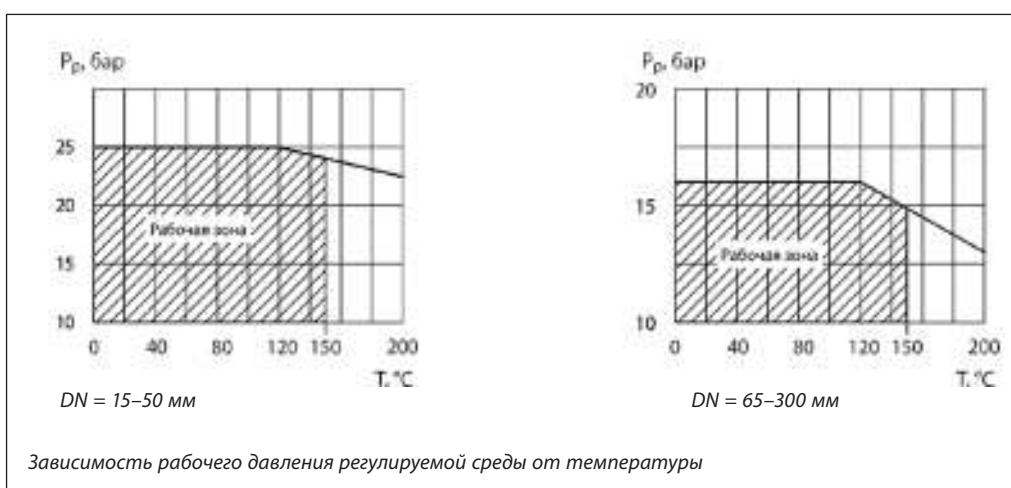 Pр, бар
25
20
15
10
Рабочая зона
0 40 80 120 150 200
T, °C
DN = 15–50 мм
Pр, бар
20
15
10
Рабочая зона
0 40 80 120 150 200
T, °C
DN = 65–300 мм
Зависимость рабочего давления регулируемой среды от температуры